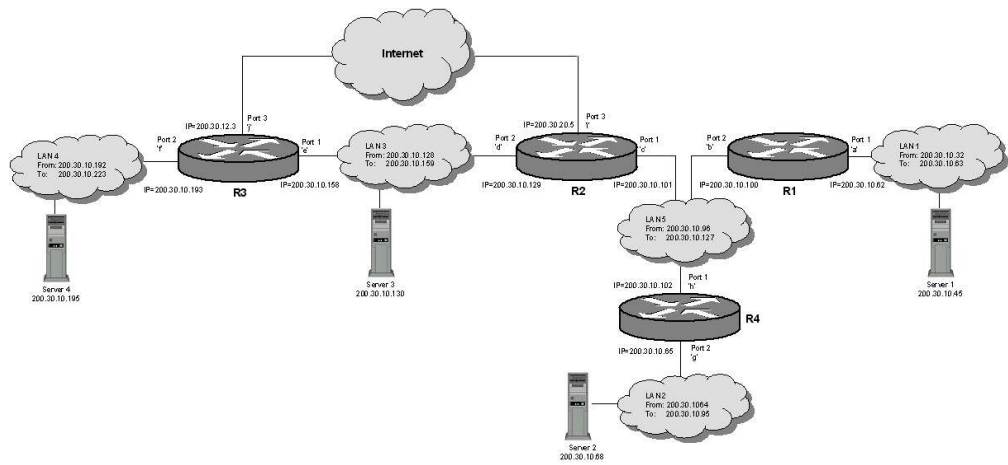 Internet
IP=200.30.12.3
Port 3
'j'
IP=200.30.20.5
Port 3
'i'
Port 2
'f'
Port 1
'e'
Port 2
'd'
Port 1
'c'
Port 2
'b'
Port 1
'a'
LAN 4
From: 200.30.10.192
To: 200.30.10.223
LAN 3
From: 200.30.10.128
To: 200.30.10.159
LAN 1
From: 200.30.10.32
To: 200.30.10.63
IP=200.30.10.193
R3
IP=200.30.10.158
IP=200.30.10.129
R2
IP=200.30.10.101
IP=200.30.10.100
R1
IP=200.30.10.62
LAN5
From: 200.30.10.96
To: 200.30.10.127
Server 4
200.30.10.195
Server 3
200.30.10.130
Server 1
200.30.10.45
Port 1
'h'
IP=200.30.10.102
R4
IP=200.30.10.65
Port 2
'g'
LAN2
From: 200.30.1064
To: 200.30.10.95
Server 2
200.30.10.68